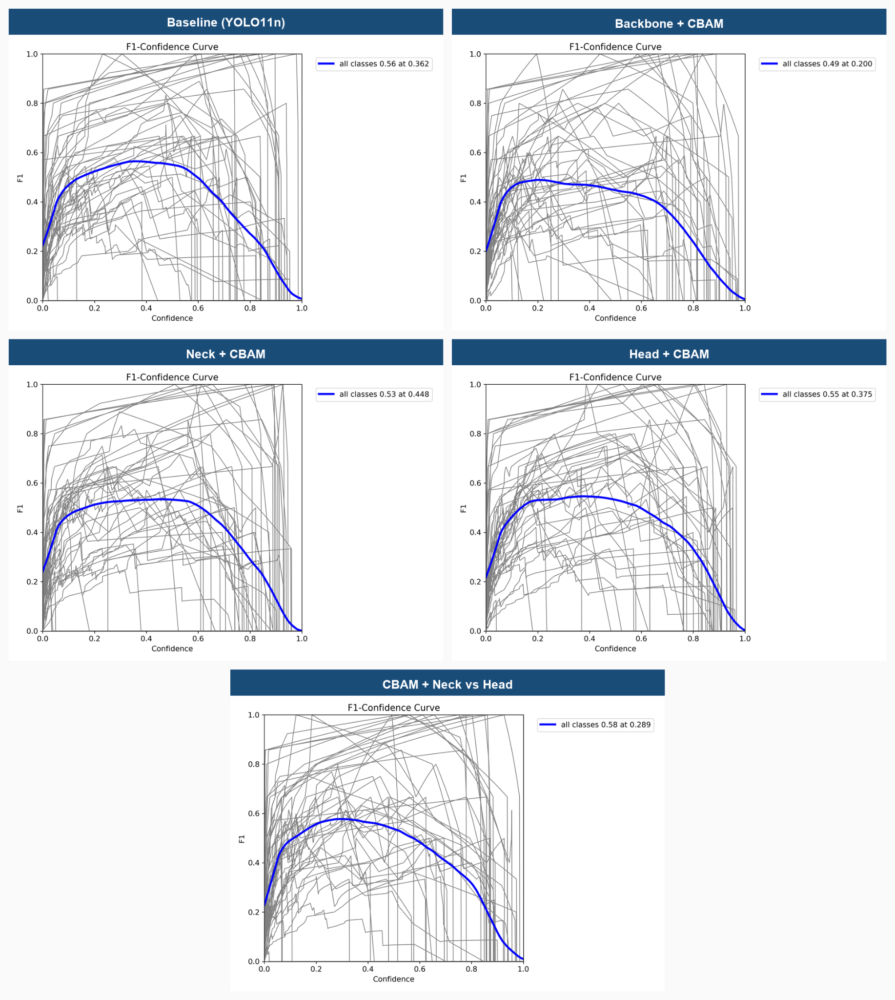 Baseline (YOLO11n)
F1-Confidence Curve
all classes 0.56 at 0.362
F1
1.0
0.8
0.6
0.4
0.2
0.0
0.0 0.2 0.4 0.6 0.8 1.0
Confidence
Backbone + CBAM
F1-Confidence Curve
all classes 0.49 at 0.200
F1
1.0
0.8
0.6
0.4
0.2
0.0
0.0 0.2 0.4 0.6 0.8 1.0
Confidence
Neck + CBAM
F1-Confidence Curve
all classes 0.53 at 0.448
F1
1.0
0.8
0.6
0.4
0.2
0.0
0.0 0.2 0.4 0.6 0.8 1.0
Confidence
Head + CBAM
F1-Confidence Curve
all classes 0.55 at 0.375
F1
1.0
0.8
0.6
0.4
0.2
0.0
0.0 0.2 0.4 0.6 0.8 1.0
Confidence
CBAM + Neck vs Head
F1-Confidence Curve
all classes 0.58 at 0.289
F1
1.0
0.8
0.6
0.4
0.2
0.0
0.0 0.2 0.4 0.6 0.8 1.0
Confidence